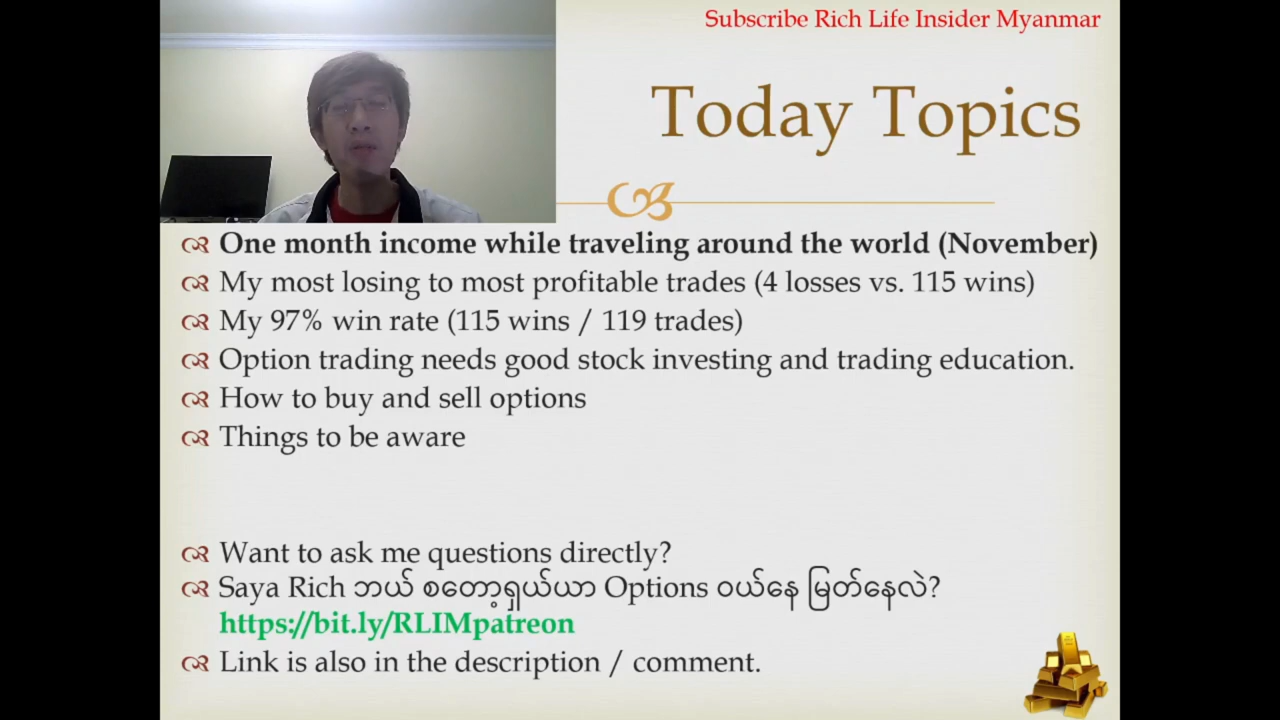 Subscribe Rich Life Insider Myanmar
Today Topics
One month income while traveling around the world (November)
My most losing to most profitable trades (4 losses vs. 115 wins)
My 97% win rate (115 wins / 119 trades)
Option trading needs good stock investing and trading education.
How to buy and sell options
Things to be aware
Want to ask me questions directly?
Saya Rich ဘယ် စတော့ရှယ်ယာ Options ဝယ်နေ မြတ်နေလဲ?
https://bit.ly/RLIMpatreon
Link is also in the description / comment.